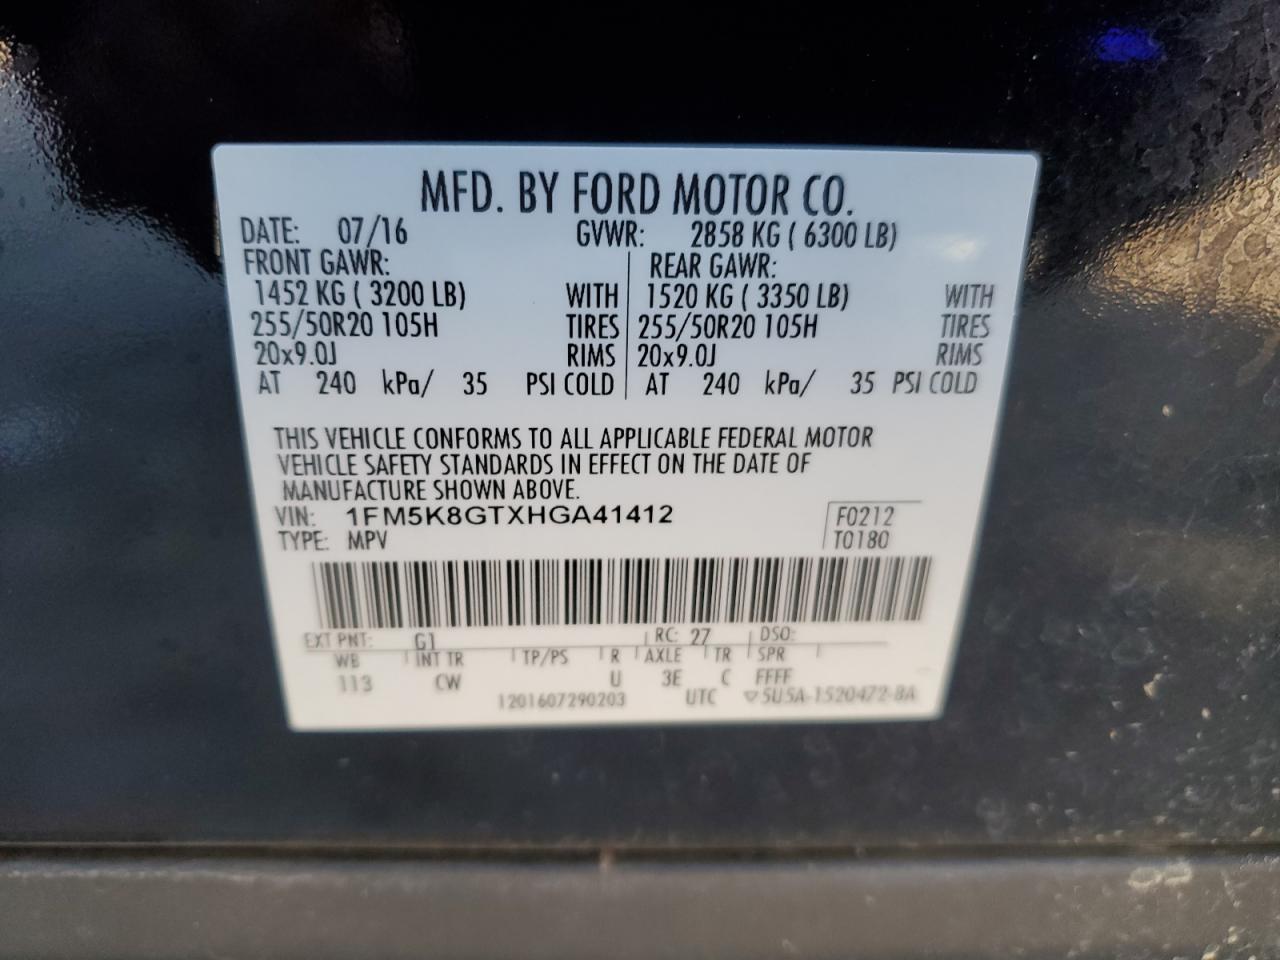 MFD. BY FORD MOTOR CO.
DATE: 07/16 GVWR: 2858 KG ( 6300 LB)
FRONT GAWR: REAR GAWR:
1452 KG ( 3200 LB) WITH 1520 KG ( 3350 LB) WITH
255/50R20 105H TIRES 255/50R20 105H TIRES
20x9.0J RIMS 20x9.0J RIMS
AT 240 kPa/ 35 PSI COLD AT 240 kPa/ 35 PSI COLD
THIS VEHICLE CONFORMS TO ALL APPLICABLE FEDERAL MOTOR
VEHICLE SAFETY STANDARDS IN EFFECT ON THE DATE OF
MANUFACTURE SHOWN ABOVE.
VIN: 1FM5K8GTXHGA41412 F0212
TYPE: MPV T0180
EXT PNT: G1 RC: 27 DSO:
WB INT TR TP/PS R AXLE TR SPR
113 CW U 3E C FFFF
1201607290203 UTC ▽5U5A-1520472-BA